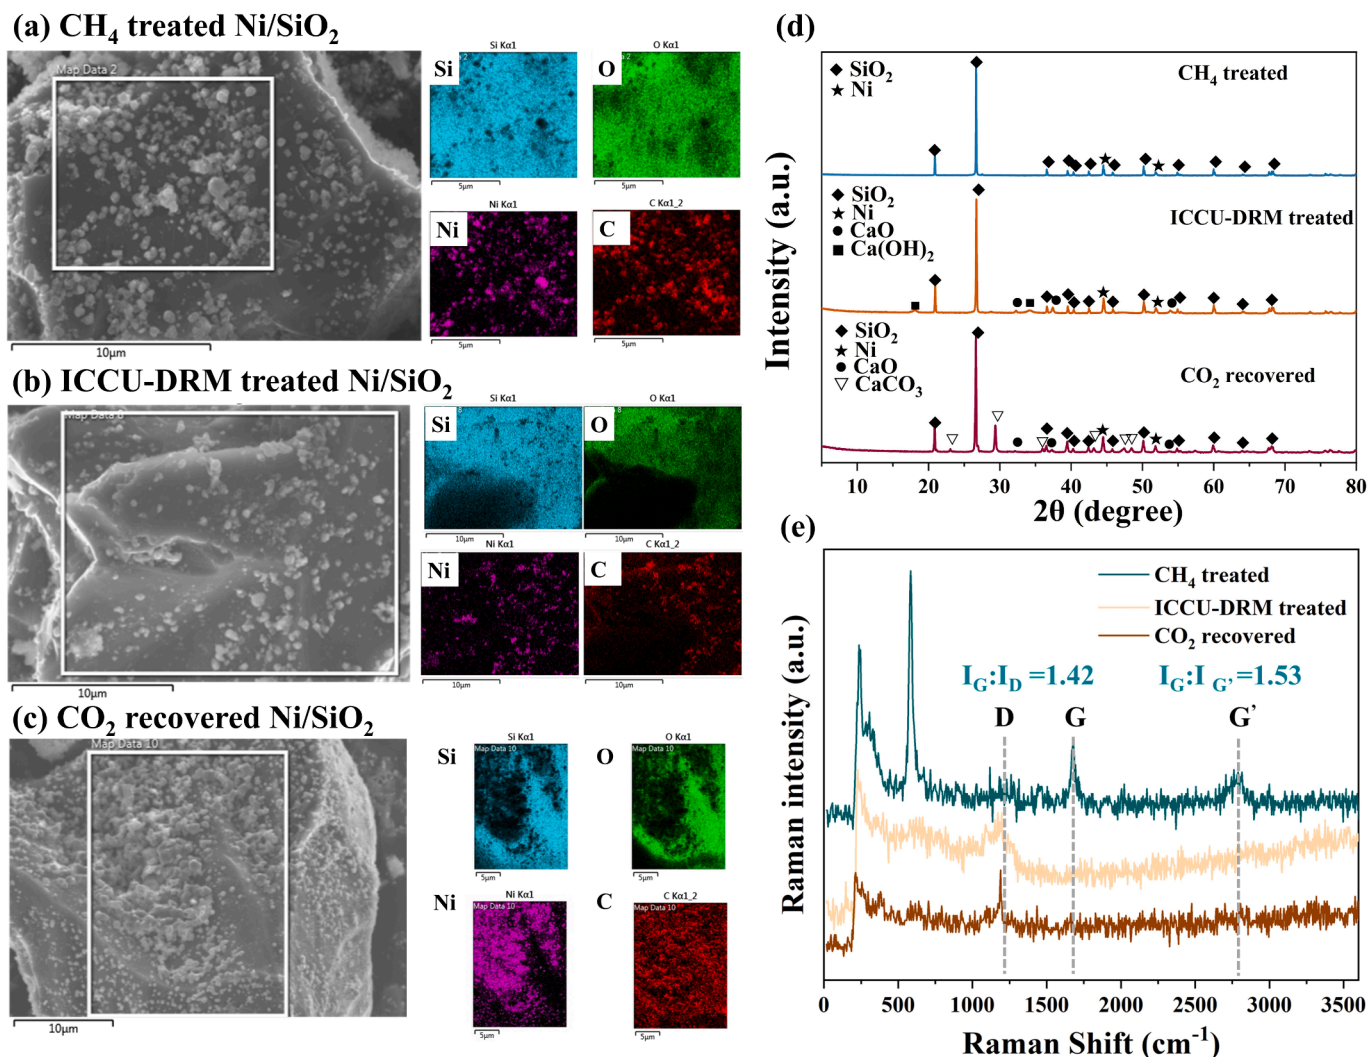 (a) CH4 treated Ni/SiO2
Map Data 2
10μm
Si Kα1
Si
5μm
O Kα1
O
5μm
Ni Kα1
Ni
5μm
C Kα1_2
C
5μm
(b) ICCU-DRM treated Ni/SiO2
Map Data 8
10μm
Si Kα1
Si
10μm
O Kα1
O
10μm
Ni Kα1
Ni
10μm
C Kα1_2
C
10μm
(c) CO2 recovered Ni/SiO2
Map Data 10
10μm
Si Kα1
Si
Map Data 10
5μm
O Kα1
O
Map Data 10
5μm
Ni Kα1
Ni
Map Data 10
5μm
C Kα1_2
C
Map Data 10
5μm
(d)
Intensity (a.u.)
◆ SiO2
★ Ni
CH4 treated
◆ SiO2
★ Ni
● CaO
■ Ca(OH)2
ICCU-DRM treated
◆ SiO2
★ Ni
● CaO
▽ CaCO3
CO2 recovered
10 20 30 40 50 60 70 80
2θ (degree)
(e)
Raman intensity (a.u.)
CH4 treated
ICCU-DRM treated
CO2 recovered
IG:ID =1.42
IG:I G’=1.53
D G G’
0 500 1000 1500 2000 2500 3000 3500
Raman Shift (cm-1)